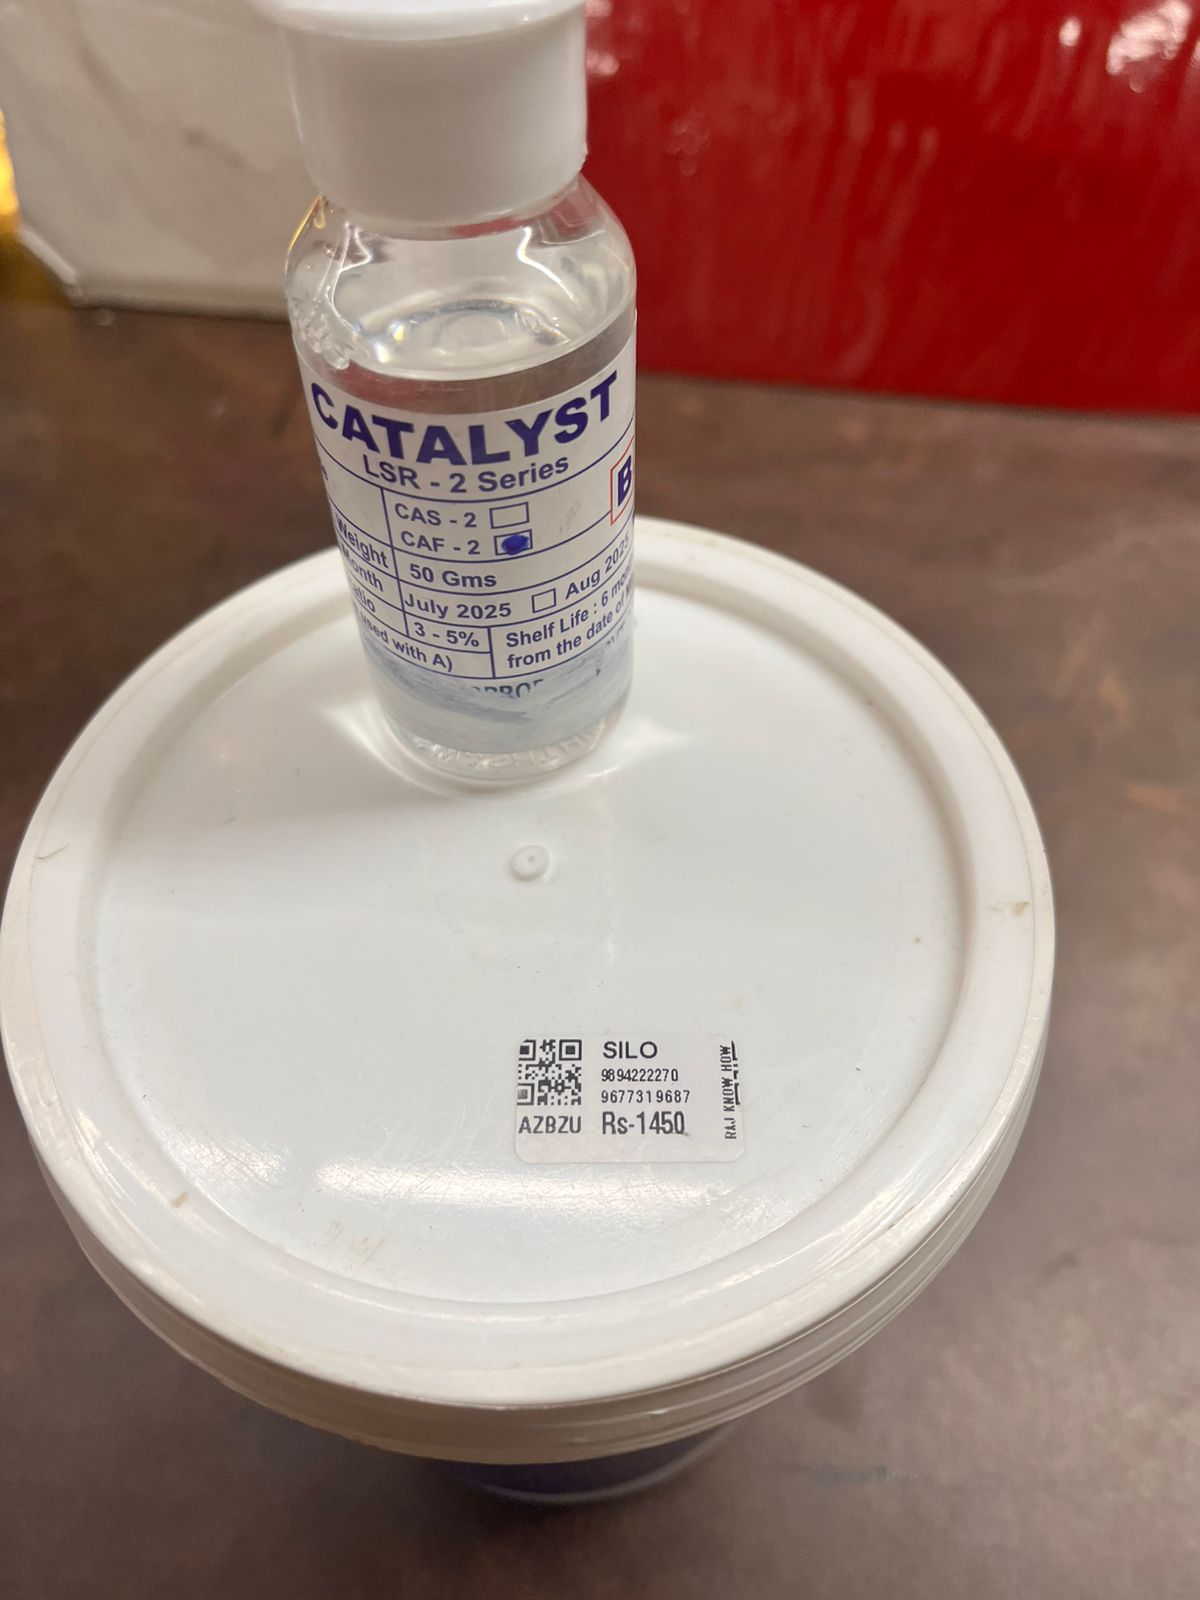 CATALYST
LSR - 2 Series
B
CAS - 2
CAF - 2
Weight
50 Gms
July 2025
Aug 2025
3 - 5%
Shelf Life : 6
from the date of
used with A)
SILO
9894222270
9677319687
AZBZU Rs-1450
RAJ KNOW HOW